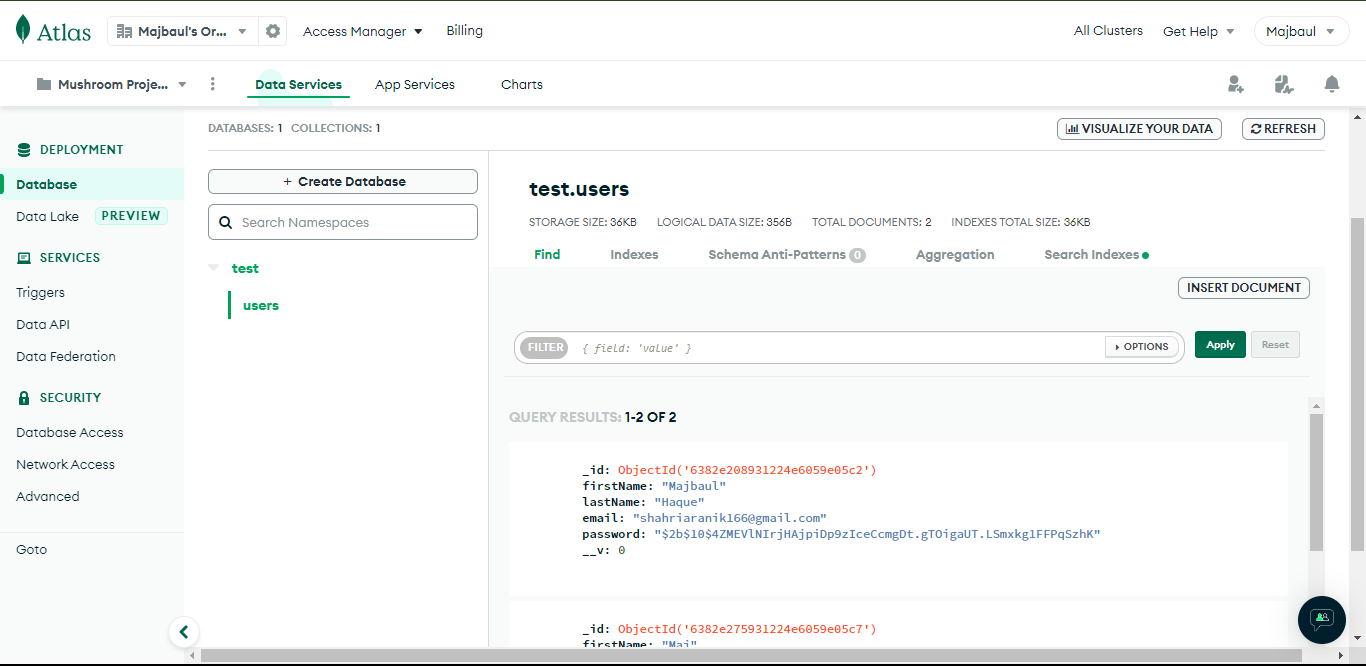 Atlas
Majbaul's Or...
Access Manager
Billing
All Clusters
Get Help
Majbaul
Mushroom Proje...
Data Services
App Services
Charts
DEPLOYMENT
Database
Data Lake
PREVIEW
SERVICES
Triggers
Data API
Data Federation
SECURITY
Database Access
Network Access
Advanced
Goto
DATABASES: 1 COLLECTIONS: 1
VISUALIZE YOUR DATA
REFRESH
+ Create Database
Search Namespaces
test
users
test.users
STORAGE SIZE: 36KB LOGICAL DATA SIZE: 356B TOTAL DOCUMENTS: 2 INDEXES TOTAL SIZE: 36KB
Find
Indexes
Schema Anti-Patterns 0
Aggregation
Search Indexes
INSERT DOCUMENT
FILTER
{ field: 'value' }
OPTIONS
Apply
Reset
QUERY RESULTS: 1-2 OF 2
_id: ObjectId('6382e208931224e6059e05c2')
firstName: "Majbaul"
lastName: "Haque"
email: "shahriaranik166@gmail.com"
password: "$2b$10$4ZMEVlNIrjHAjpiDp9zIceCcmgDt.gTOigaUT.LSmxkg1FFPqSzhK"
__v: 0
_id: ObjectId('6382e275931224e6059e05c7')
firstName: "Maj"